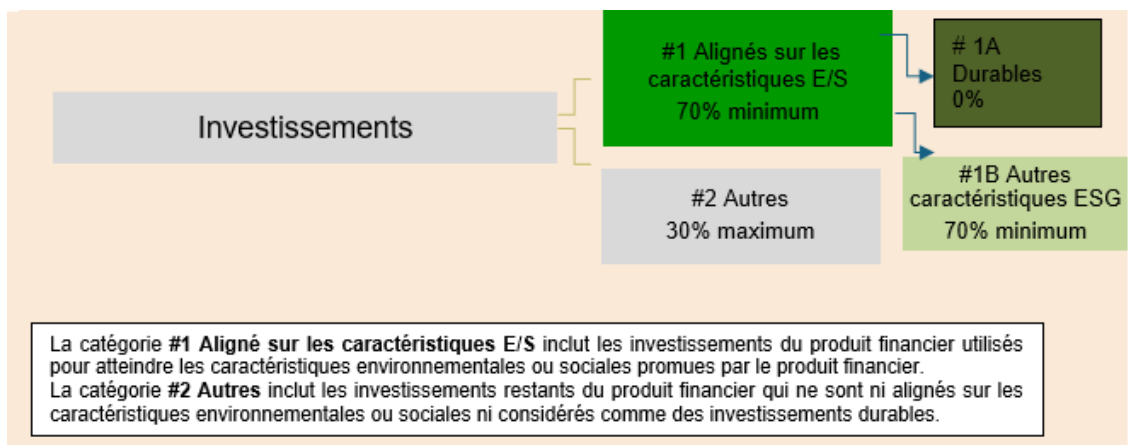 #1 Alignés sur les
caractéristiques E/S
70% minimum
# 1A
Durables
0%
Investissements
#2 Autres
30% maximum
#1B Autres
caractéristiques ESG
70% minimum
La catégorie #1 Aligné sur les caractéristiques E/S inclut les investissements du produit financier utilisés
pour atteindre les caractéristiques environnementales ou sociales promues par le produit financier.
La catégorie #2 Autres inclut les investissements restants du produit financier qui ne sont ni alignés sur les
caractéristiques environnementales ou sociales ni considérés comme des investissements durables.